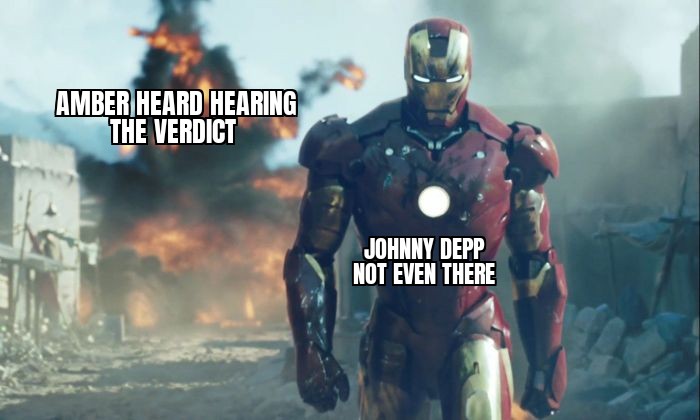 AMBER HEARD HEARING
THE VERDICT
JOHNNY DEPP
NOT EVEN THERE